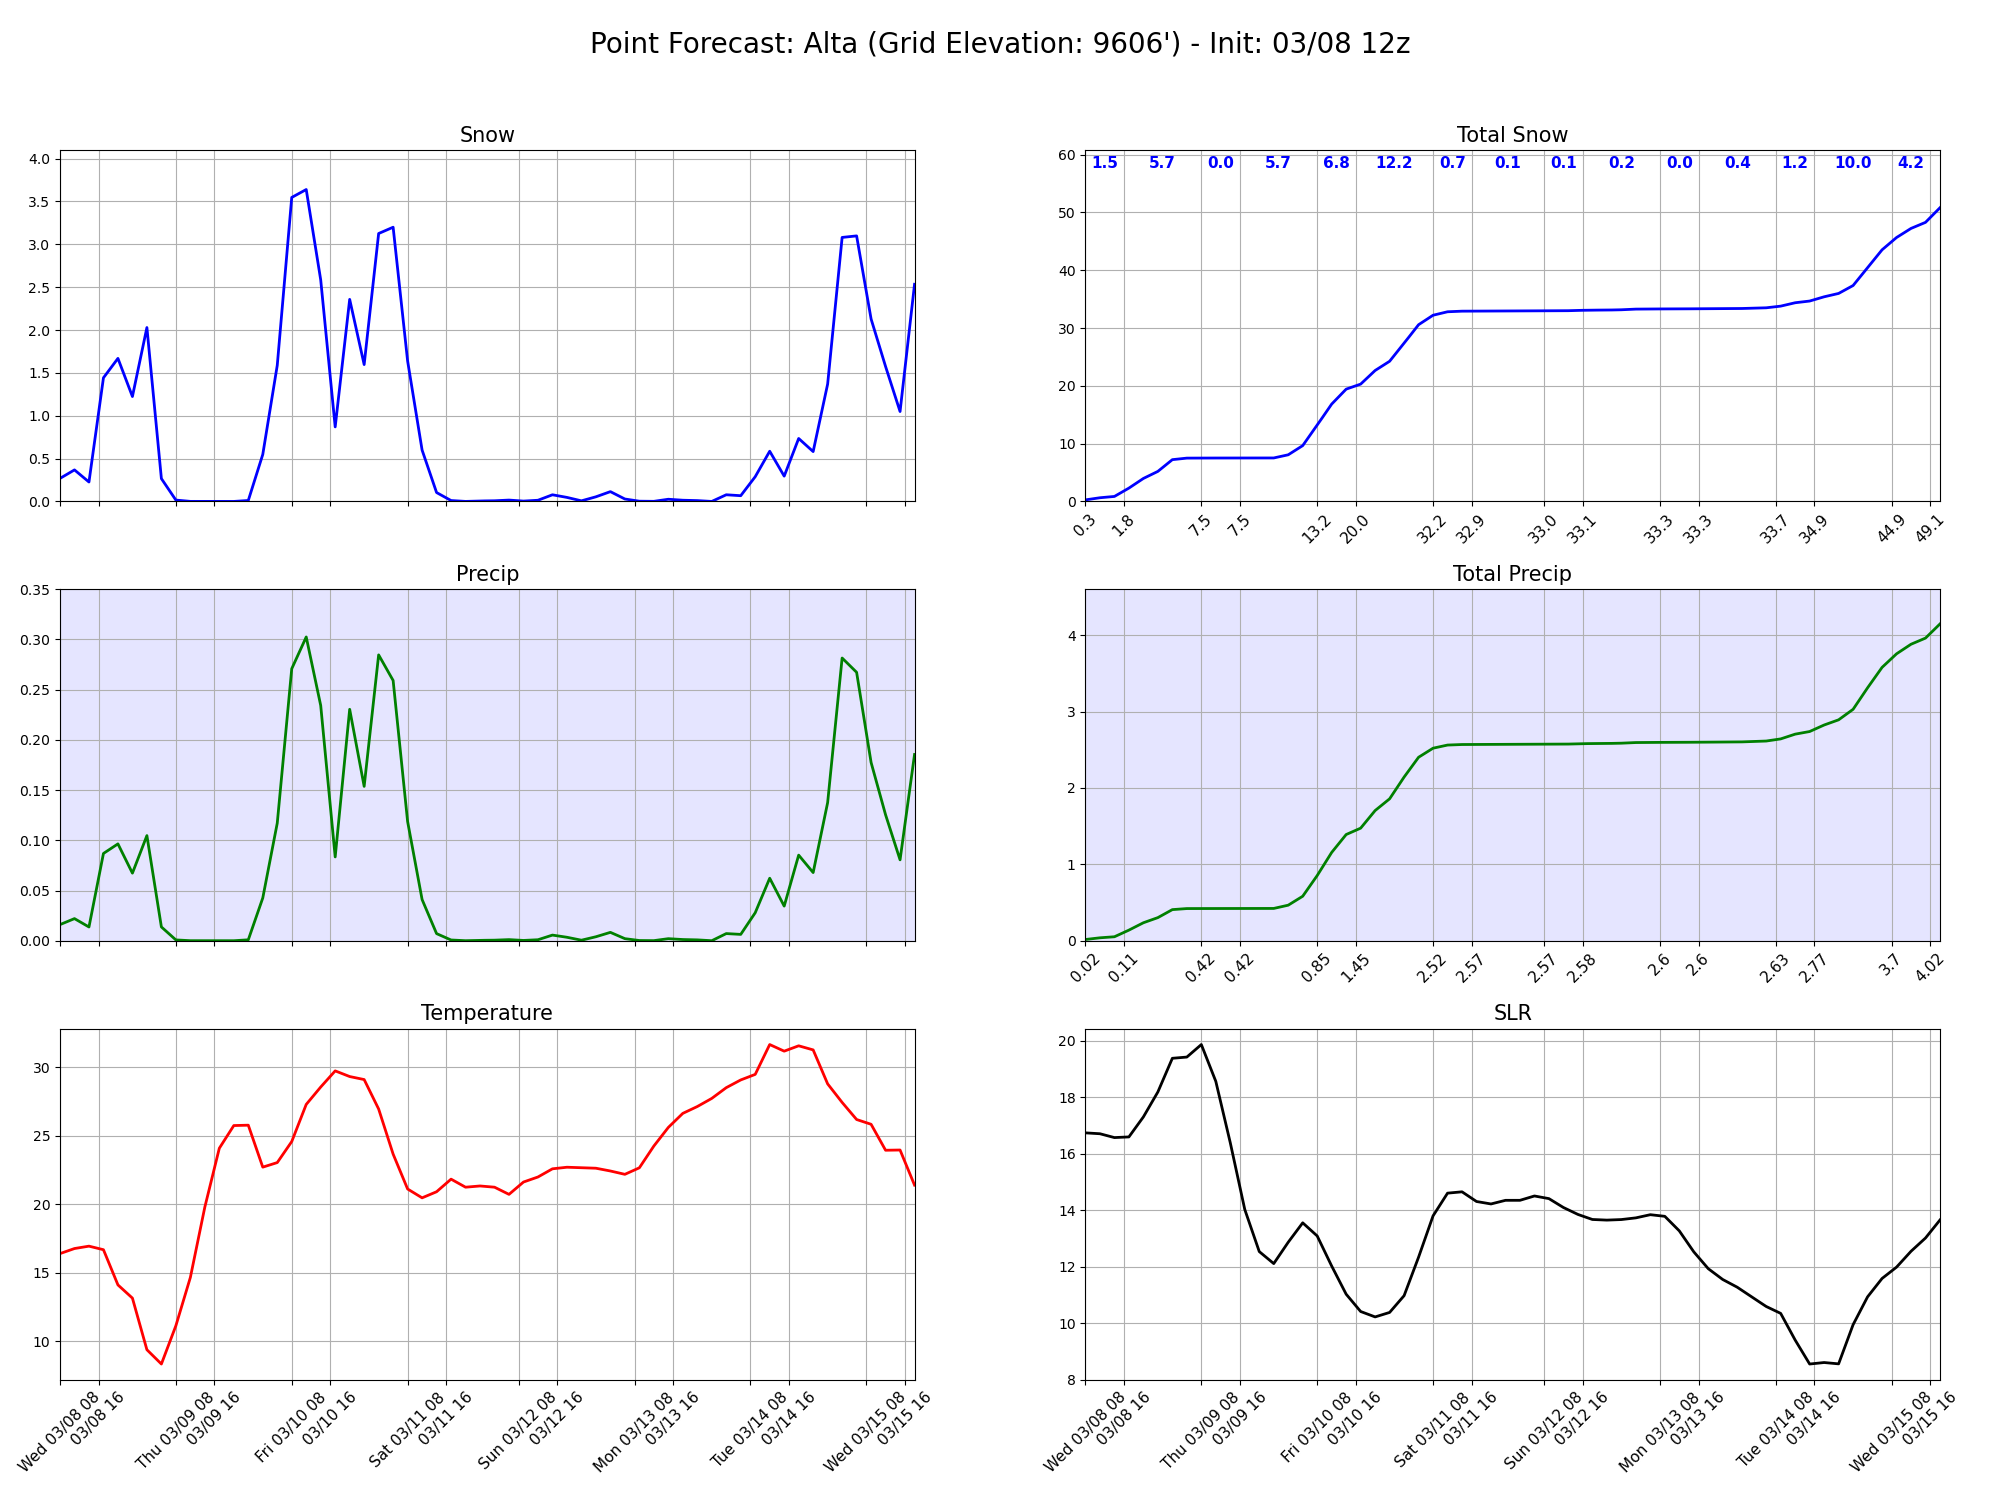 Point Forecast: Alta (Grid Elevation: 9606') - Init: 03/08 12z
Snow
4.0
3.5
3.0
2.5
2.0
1.5
1.0
0.5
0.0
Total Snow
1.5 5.7 0.0 5.7 6.8 12.2 0.7 0.1 0.1 0.2 0.0 0.4 1.2 10.0 4.2
60
50
40
30
20
10
0
0.3 1.8 7.5 7.5 13.2 20.0 32.2 32.9 33.0 33.1 33.3 33.3 33.7 34.9 44.9 49.1
Precip
0.35
0.30
0.25
0.20
0.15
0.10
0.05
0.00
Total Precip
4
3
2
1
0
0.02 0.11 0.42 0.42 0.85 1.45 2.52 2.57 2.57 2.58 2.6 2.6 2.63 2.77 3.7 4.02
Temperature
30
25
20
15
10
Wed 03/08 08
03/08 16
Thu 03/09 08
03/09 16
Fri 03/10 08
03/10 16
Sat 03/11 08
03/11 16
Sun 03/12 08
03/12 16
Mon 03/13 08
03/13 16
Tue 03/14 08
03/14 16
Wed 03/15 08
03/15 16
SLR
20
18
16
14
12
10
8
Wed 03/08 08
03/08 16
Thu 03/09 08
03/09 16
Fri 03/10 08
03/10 16
Sat 03/11 08
03/11 16
Sun 03/12 08
03/12 16
Mon 03/13 08
03/13 16
Tue 03/14 08
03/14 16
Wed 03/15 08
03/15 16